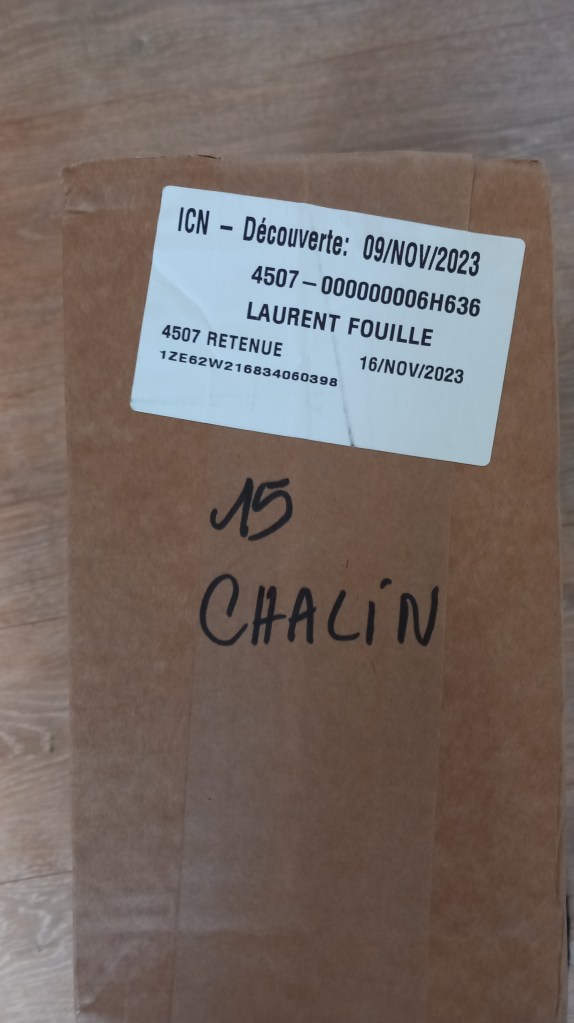 ICN – Découverte: 09/NOV/2023
4507–000000006H636
LAURENT FOUILLE
4507 RETENUE 16/NOV/2023
1ZE62W216834060398
15
CHALiN